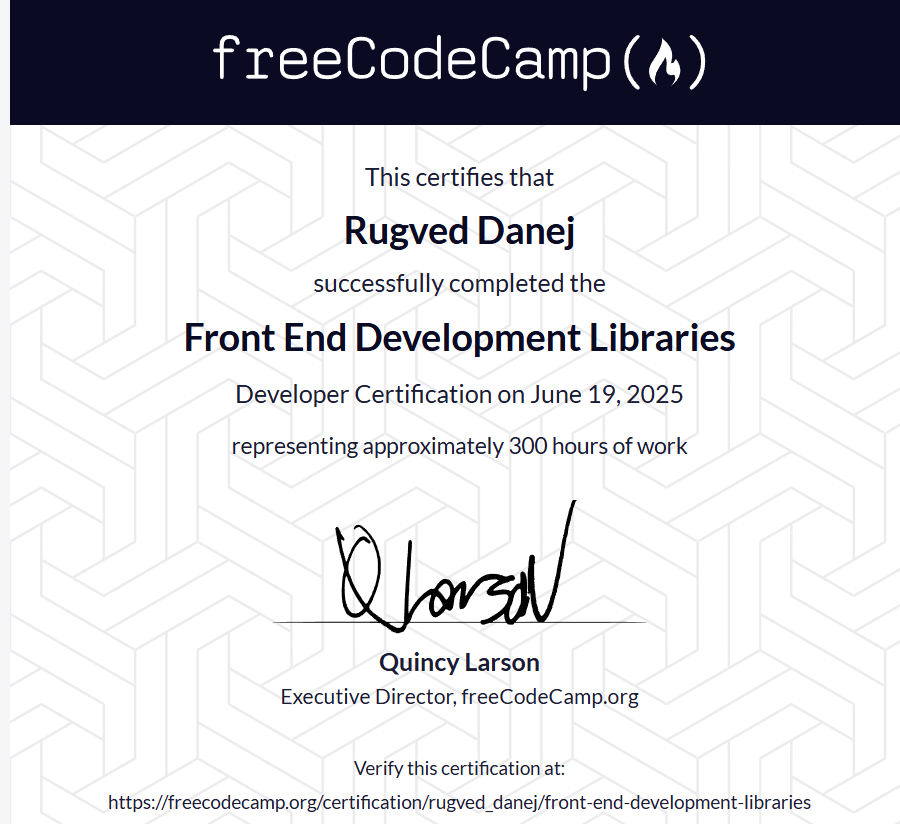 freeCodeCamp(🔥)
This certifies that
Rugved Danej
successfully completed the
Front End Development Libraries
Developer Certification on June 19, 2025
representing approximately 300 hours of work
QLarson
Quincy Larson
Executive Director, freeCodeCamp.org
Verify this certification at:
https://freecodecamp.org/certification/rugved_danej/front-end-development-libraries